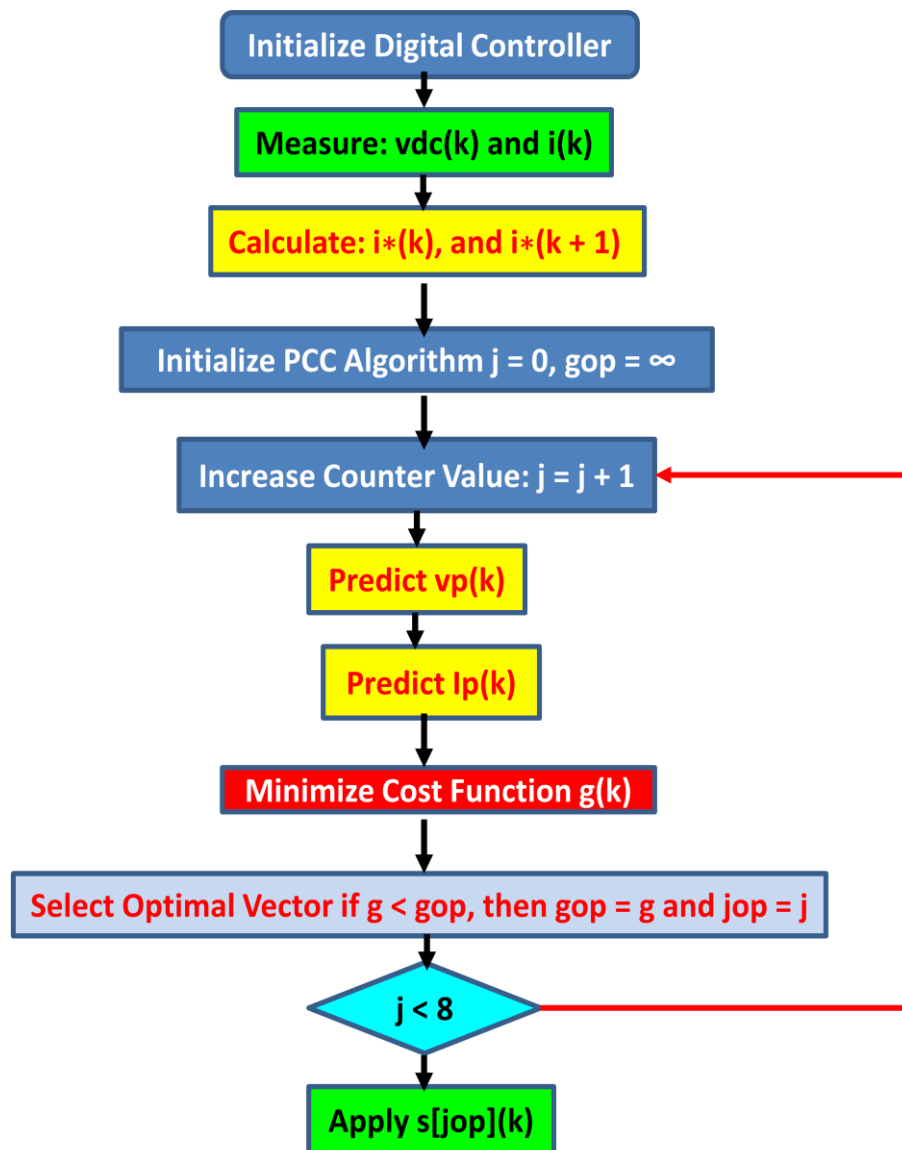 Initialize Digital Controller
Measure: vdc(k) and i(k)
Calculate: i*(k), and i*(k + 1)
Initialize PCC Algorithm j = 0, gop = ∞
Increase Counter Value: j = j + 1
Predict vp(k)
Predict Ip(k)
Minimize Cost Function g(k)
Select Optimal Vector if g < gop, then gop = g and jop = j
j < 8
Apply s[jop](k)